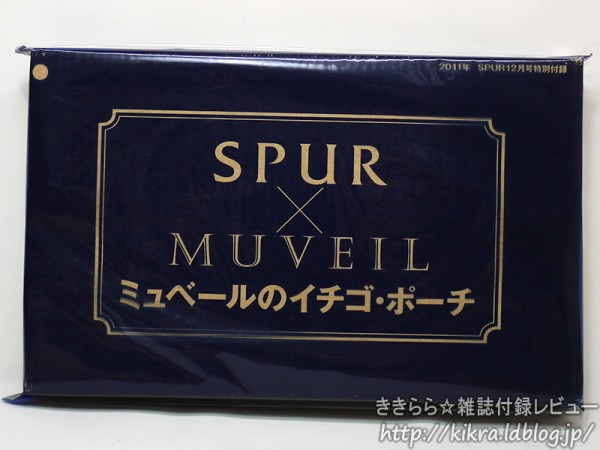 2011年 SPUR12月号特別付録
SPUR
×
MUVEIL
ミュベールのイチゴ・ポーチ
ききらら☆雑誌付録レビュー
http://kikra.ldblog.jp/